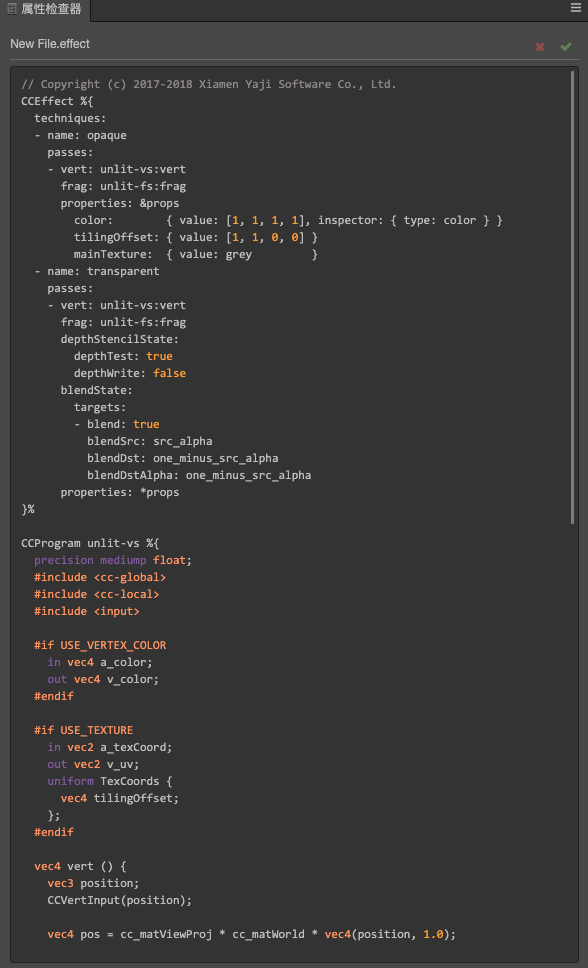 属性检查器
New File.effect
// Copyright (c) 2017-2018 Xiamen Yaji Software Co., Ltd.
CCEffect %{
  techniques:
  - name: opaque
    passes:
    - vert: unlit-vs:vert
      frag: unlit-fs:frag
      properties: &props
        color:        { value: [1, 1, 1, 1], inspector: { type: color } }
        tilingOffset: { value: [1, 1, 0, 0] }
        mainTexture:  { value: grey         }
  - name: transparent
    passes:
    - vert: unlit-vs:vert
      frag: unlit-fs:frag
      depthStencilState:
        depthTest: true
        depthWrite: false
      blendState:
        targets:
        - blend: true
          blendSrc: src_alpha
          blendDst: one_minus_src_alpha
          blendDstAlpha: one_minus_src_alpha
      properties: *props
}%
CCProgram unlit-vs %{
  precision mediump float;
  #include <cc-global>
  #include <cc-local>
  #include <input>
  #if USE_VERTEX_COLOR
    in vec4 a_color;
    out vec4 v_color;
  #endif
  #if USE_TEXTURE
    in vec2 a_texCoord;
    out vec2 v_uv;
    uniform TexCoords {
      vec4 tilingOffset;
    };
  #endif
  vec4 vert () {
    vec3 position;
    CCVertInput(position);
    vec4 pos = cc_matViewProj * cc_matWorld * vec4(position, 1.0);